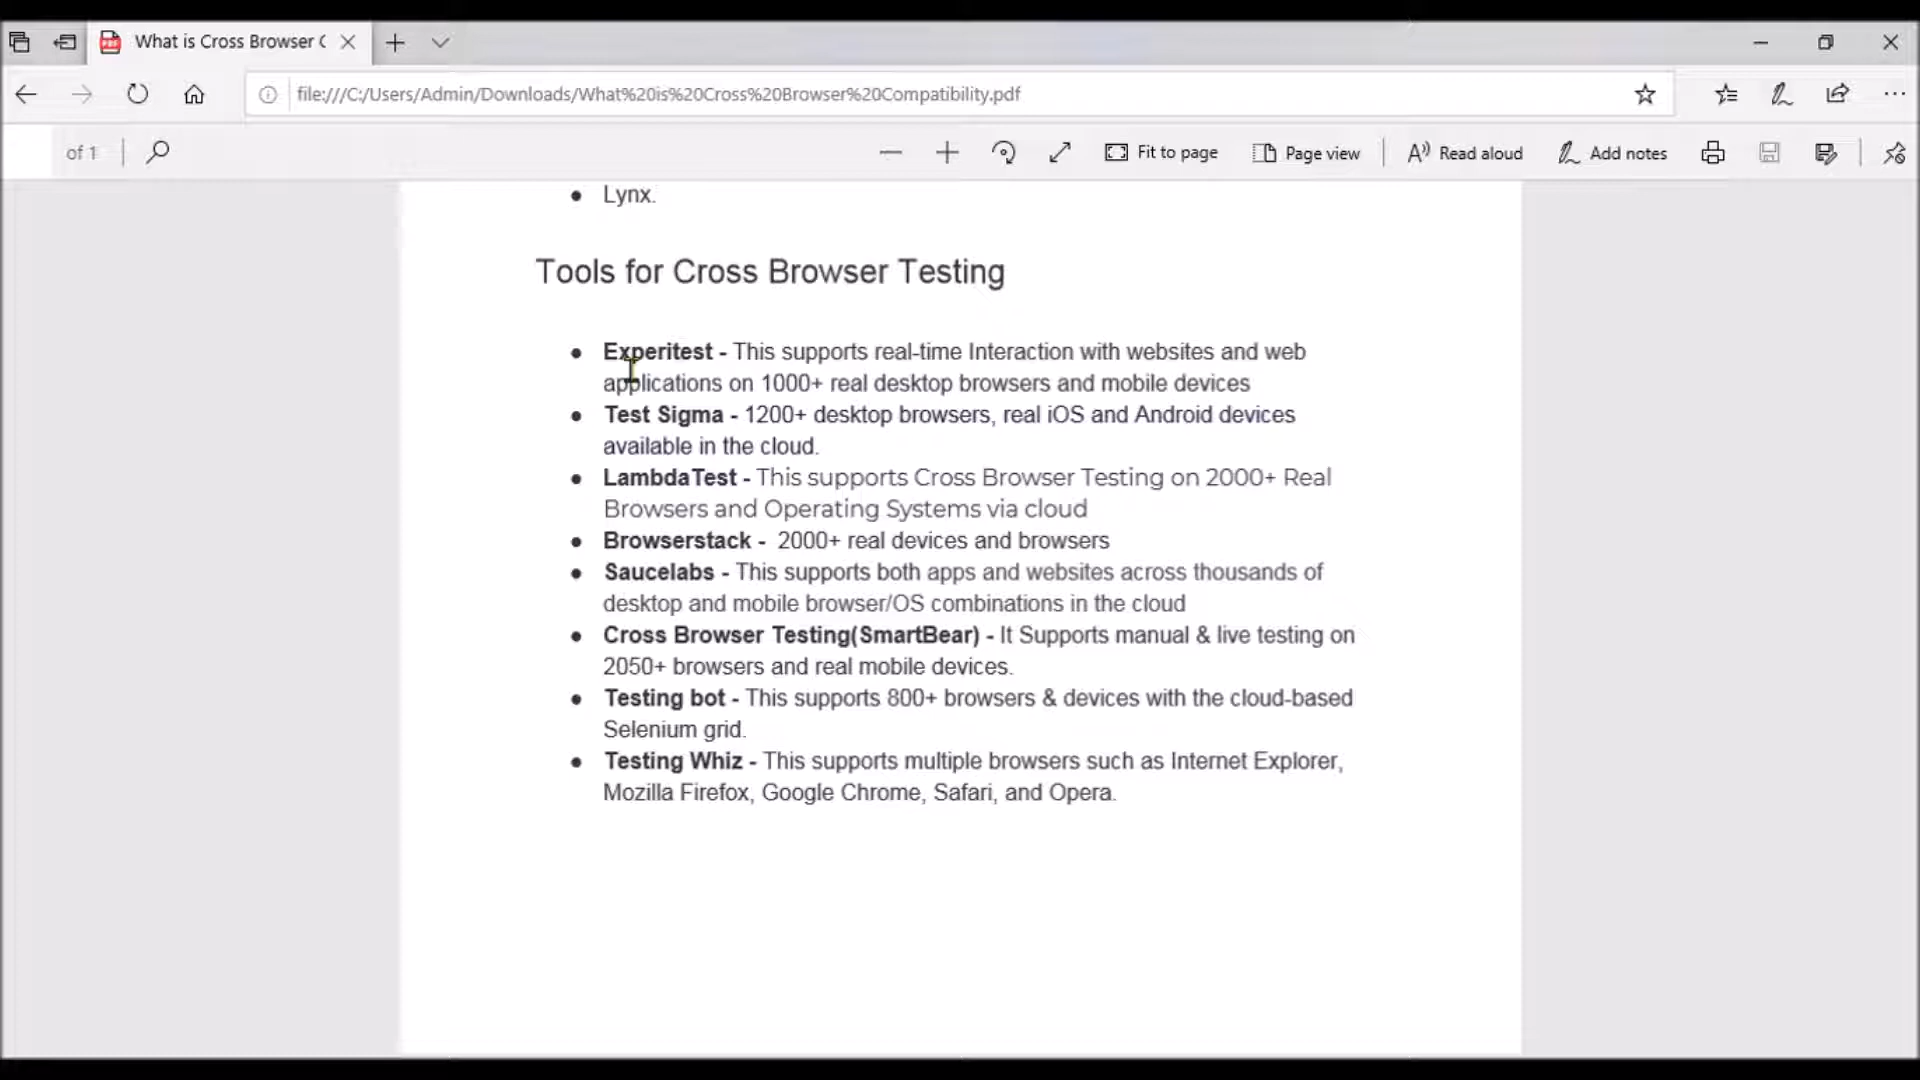 What is Cross Browser C
file:///C:/Users/Admin/Downloads/What%20is%20Cross%20Browser%20Compatibility.pdf
of 1
Fit to page
Page view
Read aloud
Add notes
• Lynx.
Tools for Cross Browser Testing
• Experitest - This supports real-time Interaction with websites and web
applications on 1000+ real desktop browsers and mobile devices
• Test Sigma - 1200+ desktop browsers, real iOS and Android devices
available in the cloud.
• LambdaTest - This supports Cross Browser Testing on 2000+ Real
Browsers and Operating Systems via cloud
• Browserstack - 2000+ real devices and browsers
• Saucelabs - This supports both apps and websites across thousands of
desktop and mobile browser/OS combinations in the cloud
• Cross Browser Testing(SmartBear) - It Supports manual & live testing on
2050+ browsers and real mobile devices.
• Testing bot - This supports 800+ browsers & devices with the cloud-based
Selenium grid.
• Testing Whiz - This supports multiple browsers such as Internet Explorer,
Mozilla Firefox, Google Chrome, Safari, and Opera.